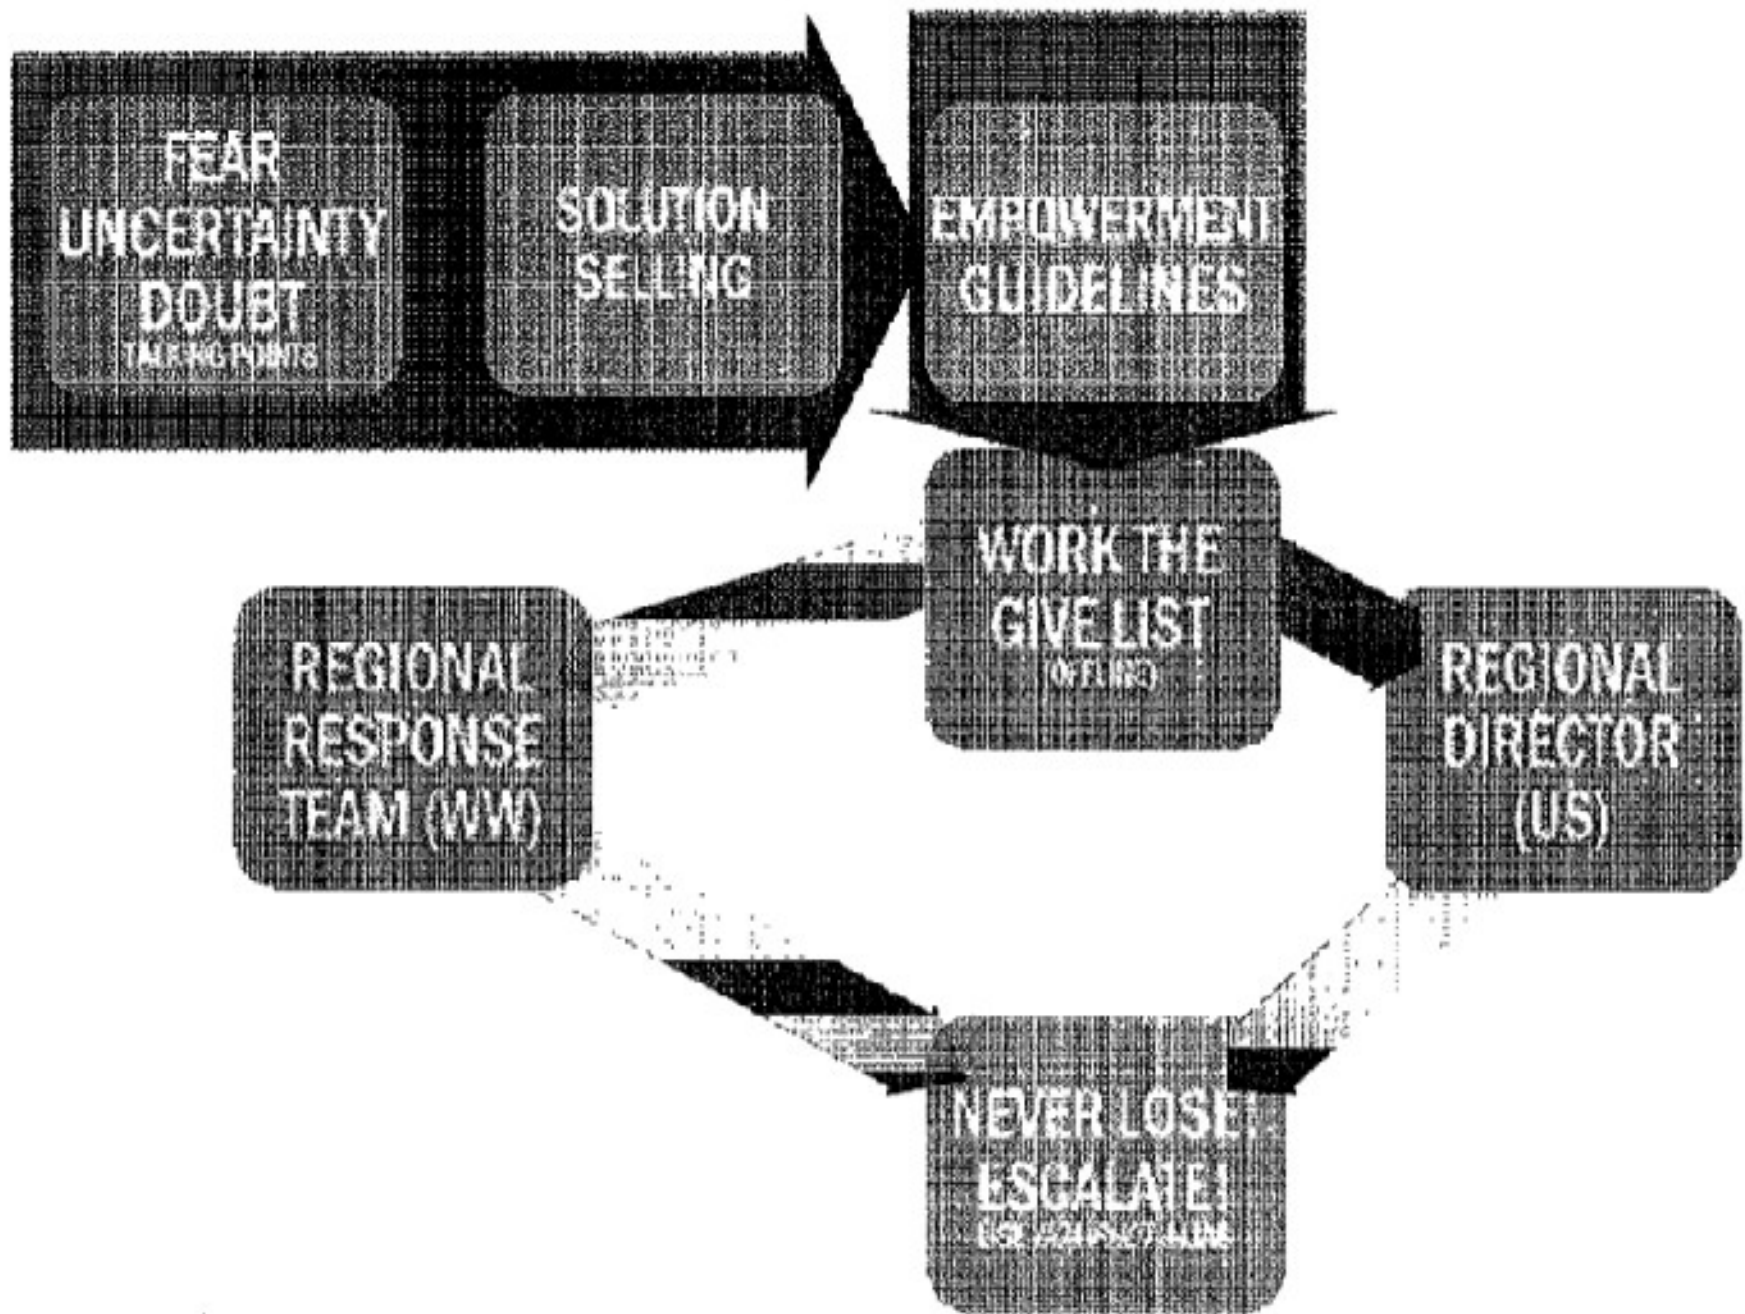 FEAR
UNCERTAINTY
DOUBT
TALKING POINTS
SOLUTION
SELLING
EMPOWERMENT
GUIDELINES
WORK THE
GIVE LIST
REGIONAL
RESPONSE
TEAM (WW)
REGIONAL
DIRECTOR
(US)
NEVER LOSE!
ESCALATE!